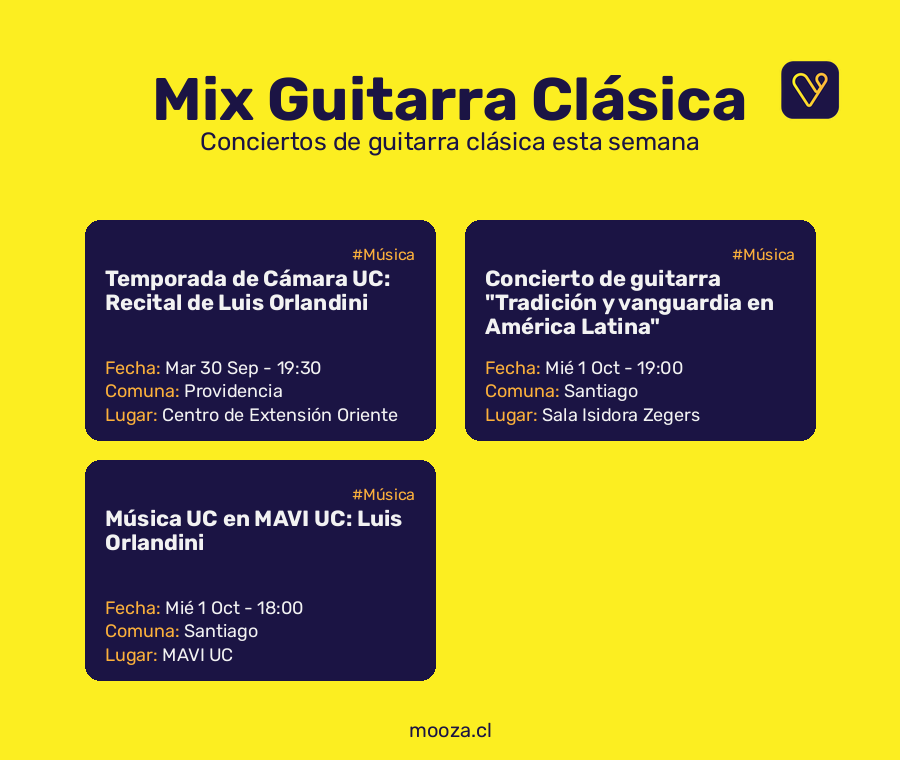 Mix Guitarra Clásica
Conciertos de guitarra clásica esta semana
#Música
Temporada de Cámara UC:
Recital de Luis Orlandini
Fecha: Mar 30 Sep - 19:30
Comuna: Providencia
Lugar: Centro de Extensión Oriente
#Música
Concierto de guitarra
"Tradición y vanguardia en
América Latina"
Fecha: Mié 1 Oct - 19:00
Comuna: Santiago
Lugar: Sala Isidora Zegers
#Música
Música UC en MAVI UC: Luis
Orlandini
Fecha: Mié 1 Oct - 18:00
Comuna: Santiago
Lugar: MAVI UC
mooza.cl